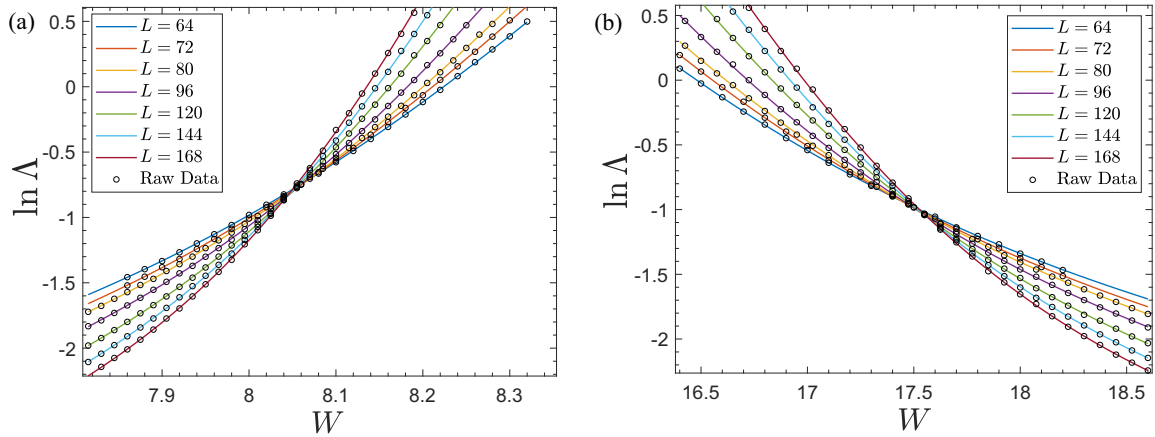 (a)
0.5
0
-0.5
-1
-1.5
-2
ln Λ
L = 64
L = 72
L = 80
L = 96
L = 120
L = 144
L = 168
Raw Data
7.9
8
8.1
8.2
8.3
W
(b)
0.5
0
-0.5
-1
-1.5
-2
ln Λ
L = 64
L = 72
L = 80
L = 96
L = 120
L = 144
L = 168
Raw Data
16.5
17
17.5
18
18.5
W